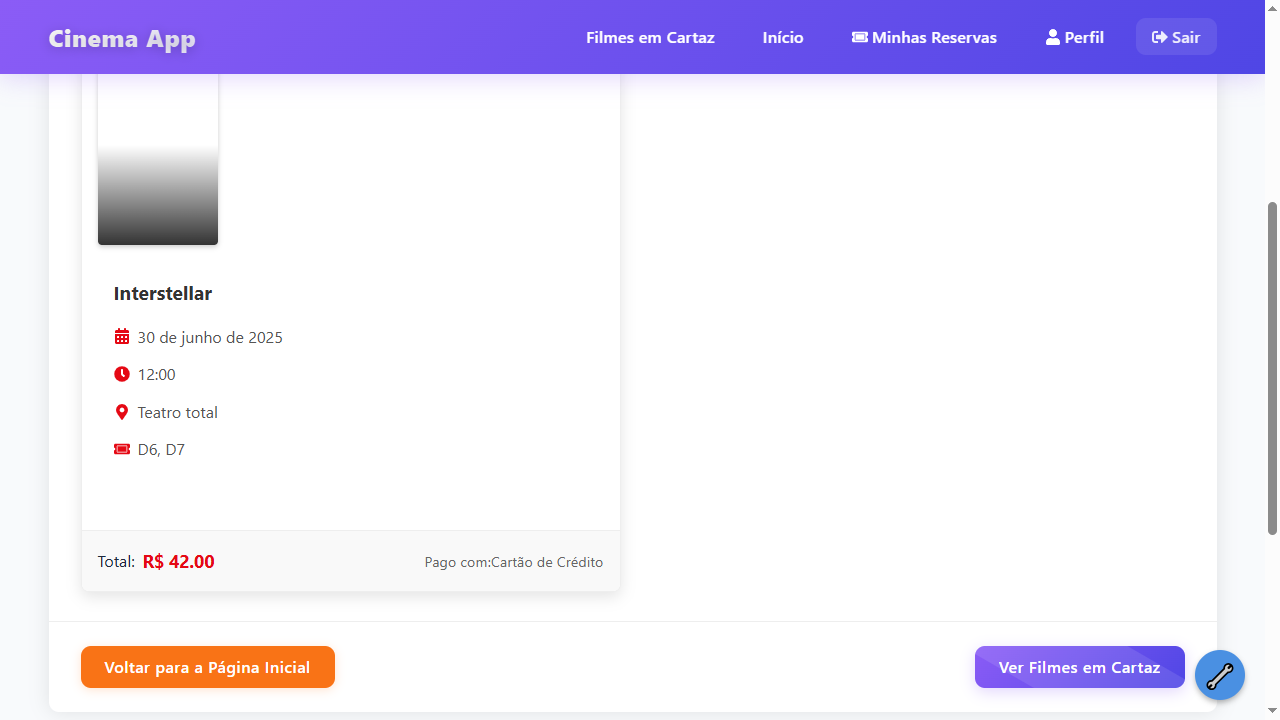 Cinema App
Filmes em Cartaz
Início
Minhas Reservas
Perfil
Sair
Interstellar
30 de junho de 2025
12:00
Teatro total
D6, D7
Total: R$ 42.00
Pago com:Cartão de Crédito
Voltar para a Página Inicial
Ver Filmes em Cartaz